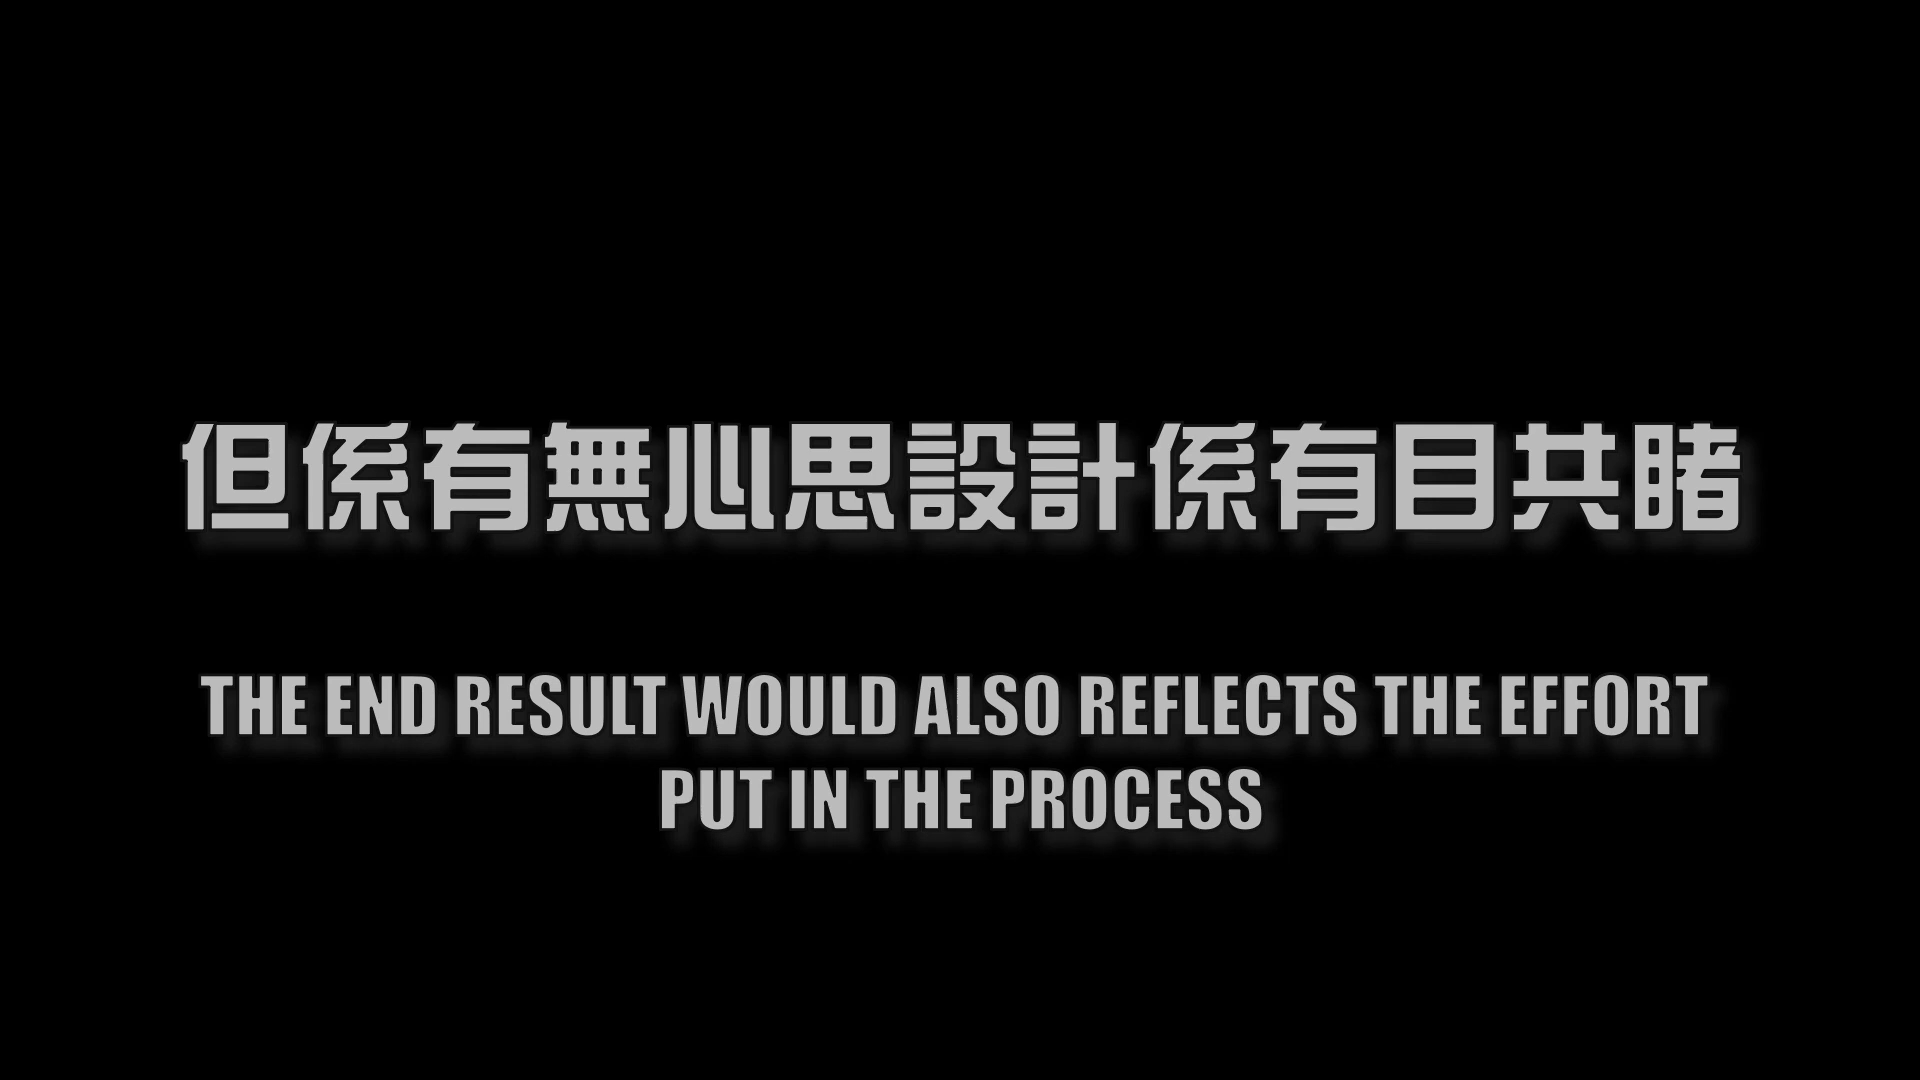 但係有無心思設計係有目共睹
THE END RESULT WOULD ALSO REFLECTS THE EFFORT
PUT IN THE PROCESS